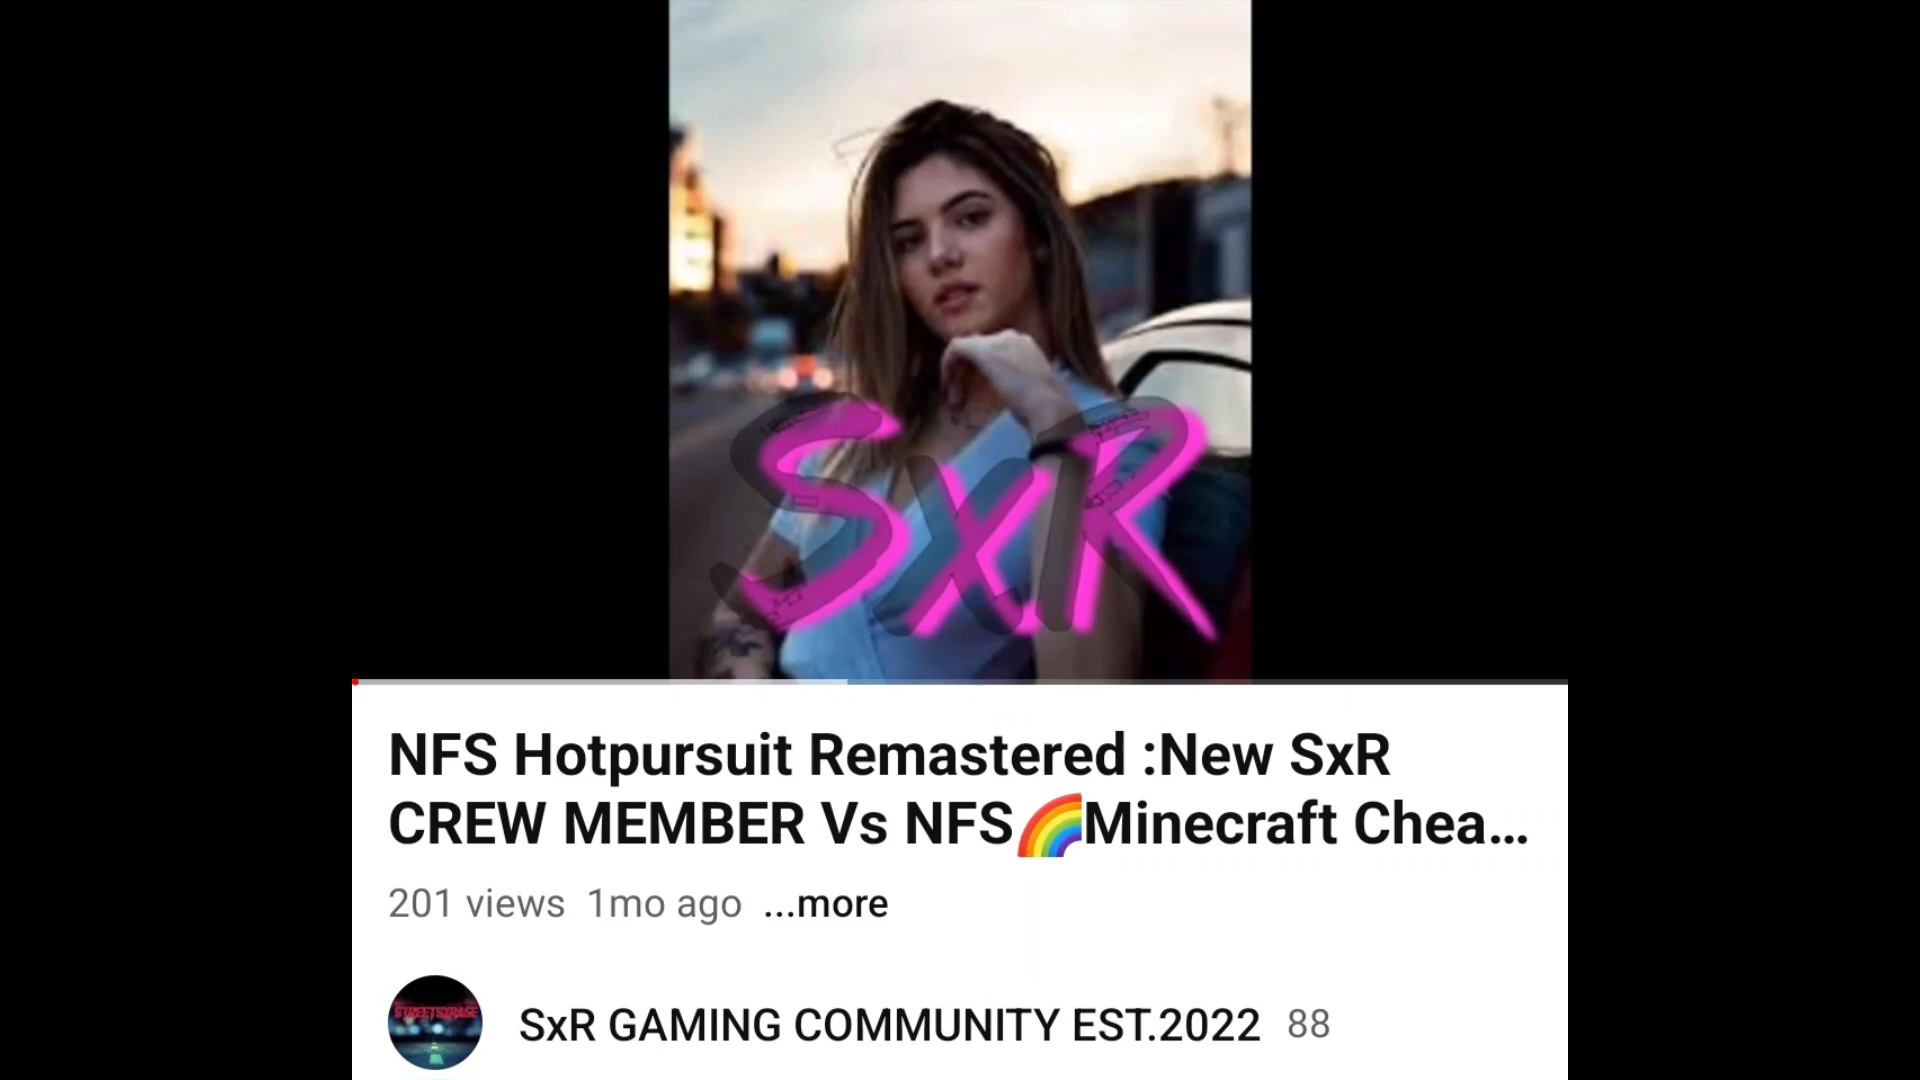 SxR
NFS Hotpursuit Remastered :New SxR
CREW MEMBER Vs NFS🌈Minecraft Chea...
201 views 1mo ago ...more
STREETSXRAGE
SxR GAMING COMMUNITY EST.2022 88